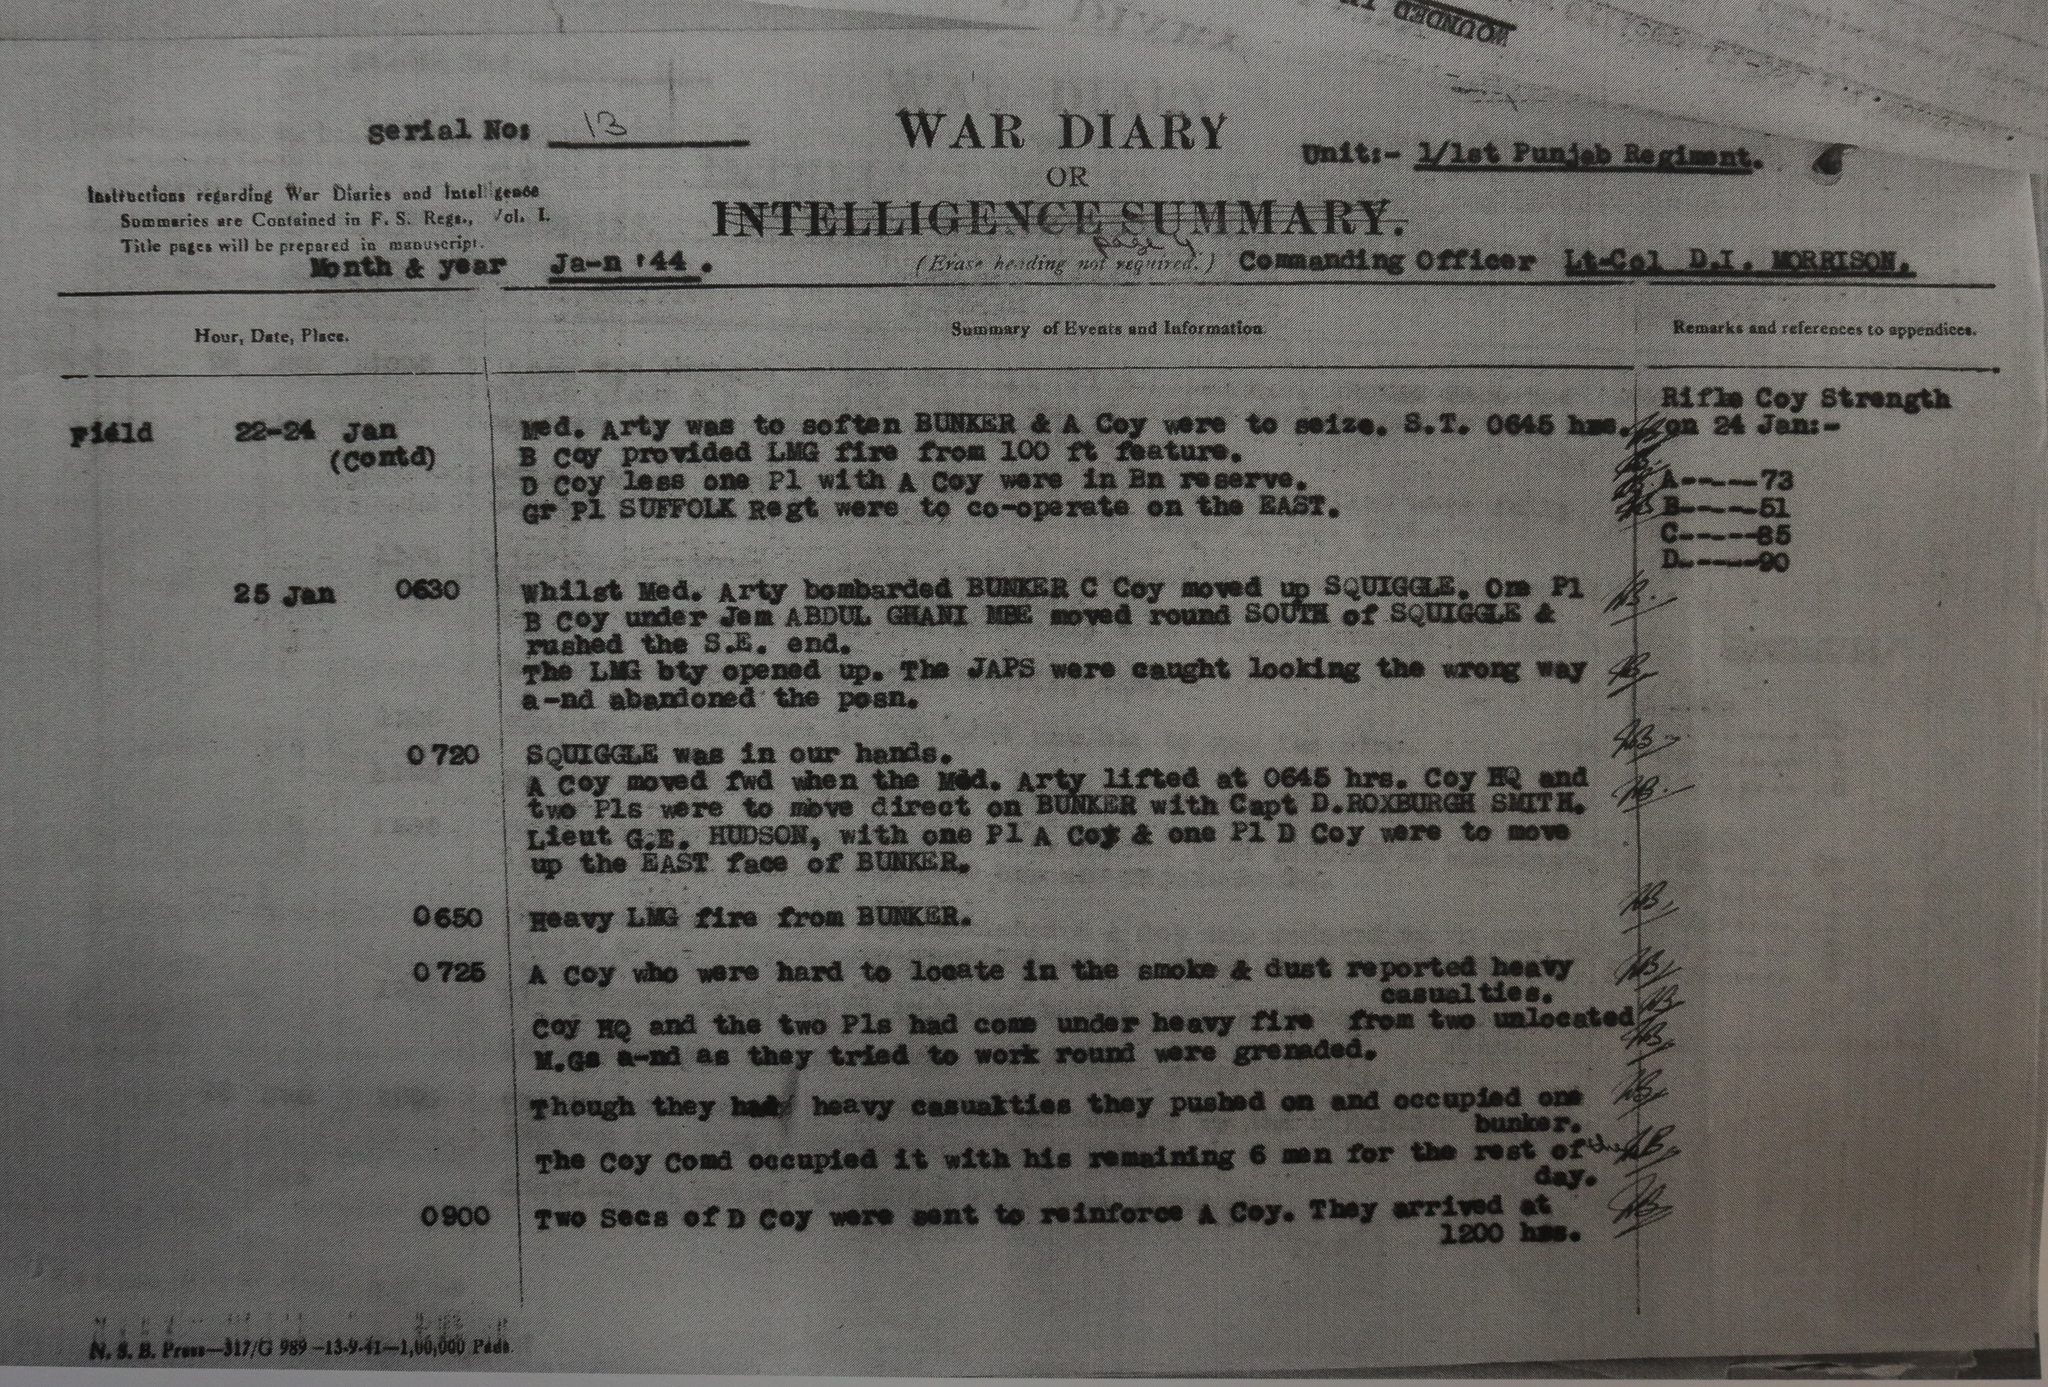 WOUNDED
Serial No: 13
WAR DIARY
OR
INTELLIGENCE SUMMARY.
Unit:- 1/1st Punjab Regiment.
Instructions regarding War Diaries and Intelligence
Summaries are Contained in F. S. Regs., Vol. I.
Title pages will be prepared in manuscript.
page 4
(Erase heading not required.)
Month & year Ja-n '44.
Commanding Officer Lt-Col D.I. MORRISON.
Hour, Date, Place.
Summary of Events and Information.
Remarks and references to appendices.
Field 22-24 Jan
(Contd)
Med. Arty was to soften BUNKER & A Coy were to seize. S.T. 0645 hrs.
B Coy provided LMG fire from 100 ft feature.
D Coy less one Pl with A Coy were in Bn reserve.
Gr Pl SUFFOLK Regt were to co-operate on the EAST.
Rifle Coy Strength
on 24 Jan:-
A-----73
B-----51
C-----85
D-----90
25 Jan 0630 Whilst Med. Arty bombarded BUNKER C Coy moved up SQUIGGLE. One Pl
B Coy under Jem ABDUL GHANI MBE moved round SOUTH of SQUIGGLE &
rushed the S.E. end.
The LMG bty opened up. The JAPS were caught looking the wrong way
a-nd abandoned the posn.
0720 SQUIGGLE was in our hands.
A Coy moved fwd when the Med. Arty lifted at 0645 hrs. Coy HQ and
two Pls were to move direct on BUNKER with Capt D.ROXBURGH SMITH.
Lieut G.E. HUDSON, with one Pl A Coy & one Pl D Coy were to move
up the EAST face of BUNKER.
0650 Heavy LMG fire from BUNKER.
0725 A Coy who were hard to locate in the smoke & dust reported heavy
casualties.
Coy HQ and the two Pls had come under heavy fire from two unlocated
M.Gs a-nd as they tried to work round were grenaded.
Though they had heavy casualties they pushed on and occupied one
bunker.
The Coy Comd occupied it with his remaining 6 men for the rest of the
day.
0900 Two Secs of D Coy were sent to reinforce A Coy. They arrived at
1200 hrs.
N. S. B. Press—317/G 989—13-9-41—1,00,000 Pads.